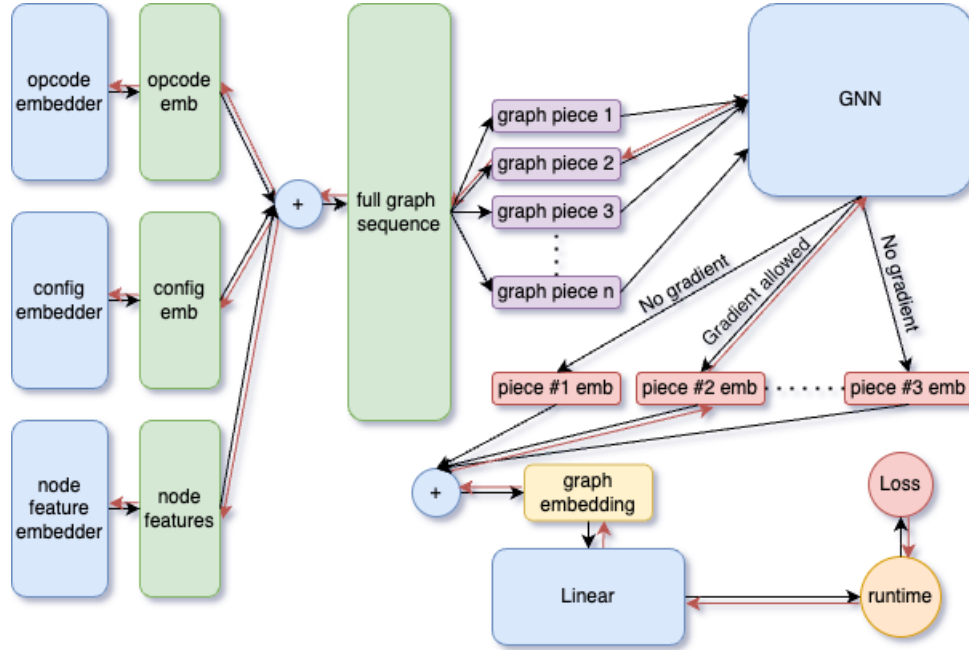 opcode
embedder
opcode
emb
config
embedder
config
emb
node
feature
embedder
node
features
+
full graph
sequence
graph piece 1
graph piece 2
graph piece 3
graph piece n
GNN
No gradient
Gradient allowed
No gradient
piece #1 emb
piece #2 emb
piece #3 emb
+
graph
embedding
Linear
runtime
Loss